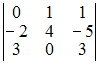 | 0 1 1 |
| −2 4 −5 |
| 3 0 3 |